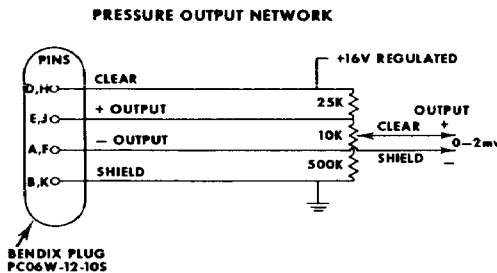 PRESSURE OUTPUT NETWORK
PINS
+16V REGULATED
D,H
CLEAR
25K
E,J
+ OUTPUT
OUTPUT
10K
CLEAR
+
A,F
− OUTPUT
0−2mv
500K
SHIELD
−
B,K
SHIELD
BENDIX PLUG
PC06W-12-10S